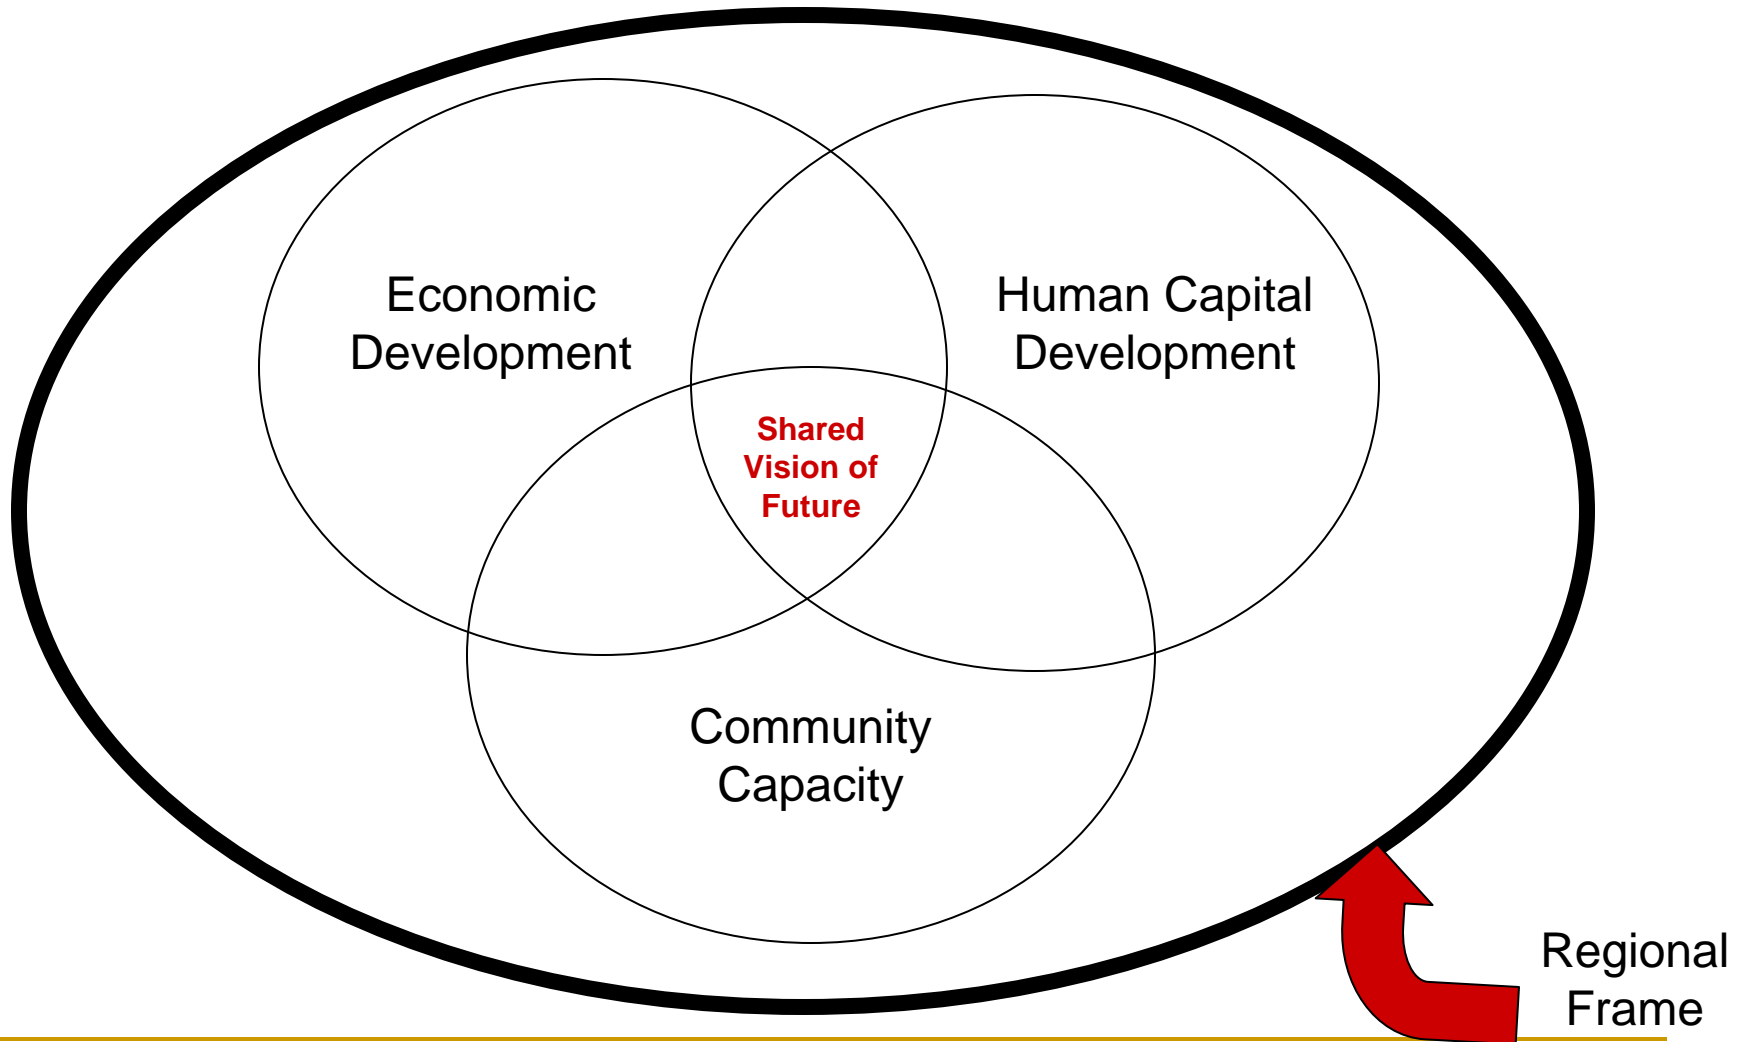 Economic
Development
Human Capital
Development
Shared
Vision of
Future
Community
Capacity
Regional
Frame